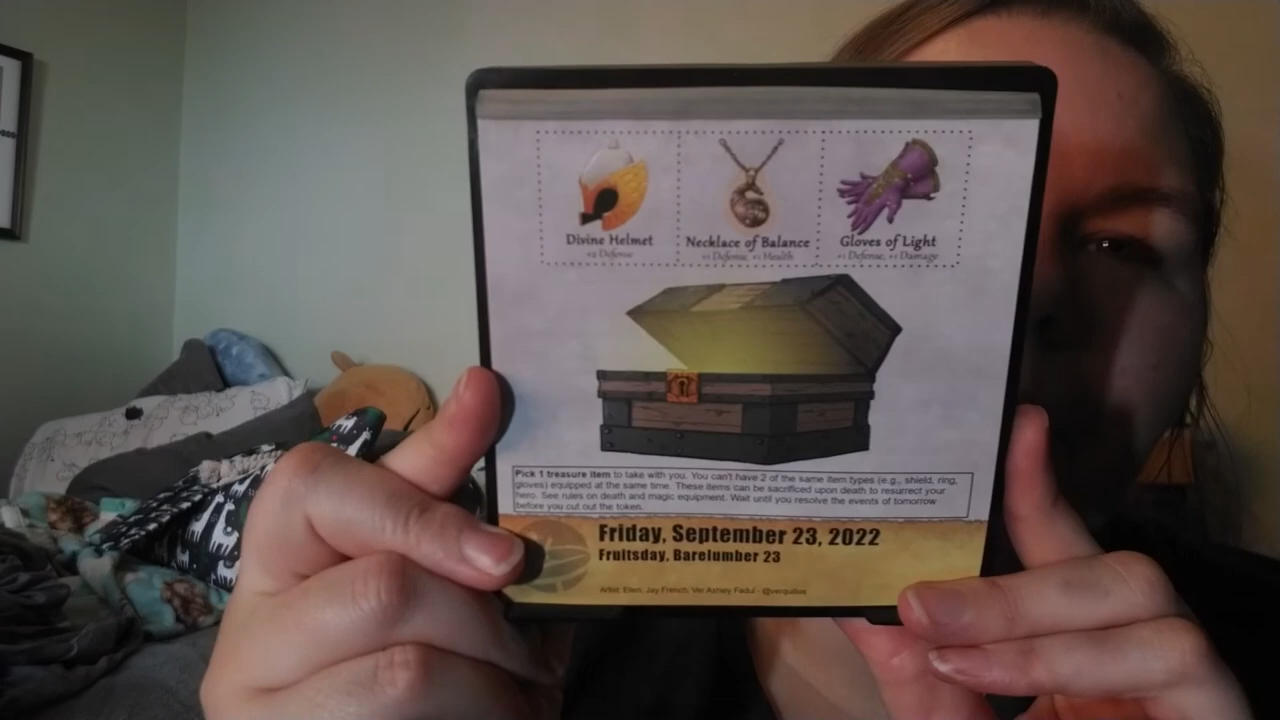 Divine Helmet
+2 Defense
Necklace of Balance
+1 Defense, +1 Health
Gloves of Light
+1 Defense, +1 Damage
Pick 1 treasure item to take with you. You can't have 2 of the same item types (e.g., shield, ring,
gloves) equipped at the same time. These items can be sacrificed upon death to resurrect your
hero. See rules on death and magic equipment. Wait until you resolve the events of tomorrow
before you cut out the token.
Friday, September 23, 2022
Fruitsday, Barelumber 23
Artist: Ellen, Jay French, Ver Ashley Fadul - @verquillos